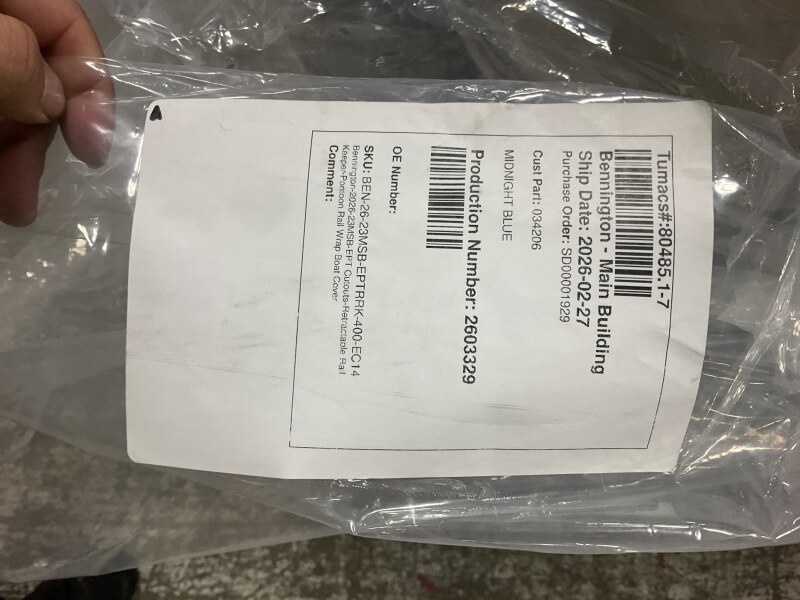 Tumacs#:80485.1-7
Bennington - Main Building
Ship Date: 2026-02-27
Purchase Order: SD00001929
Cust Part: 034206
MIDNIGHT BLUE
Production Number: 2603329
OE Number:
SKU: BEN-26-23MSB-EPTRRK-400-EC14
Bennington-2026-23MSB-EPT Cutouts-Retractable Rail
Keeper-Pontoon Rail Wrap Boat Cover
Comment: